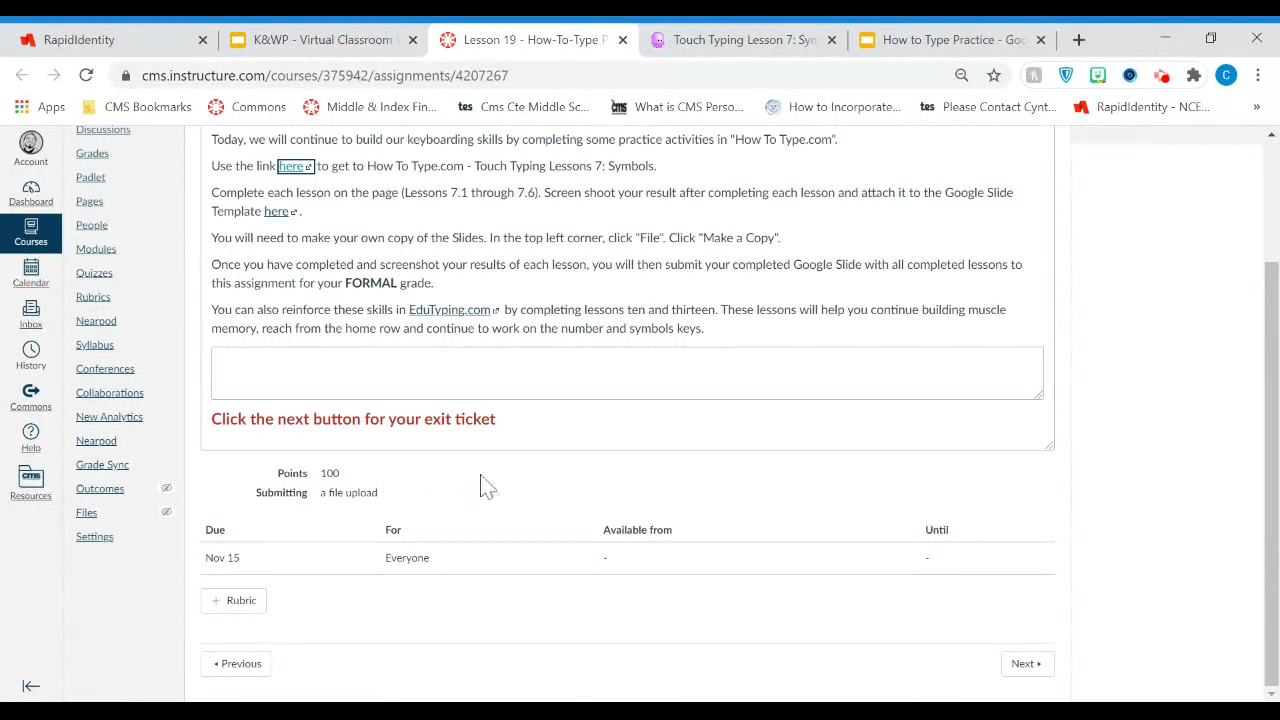 RapidIdentity
K&WP - Virtual Classroom
Lesson 19 - How-To-Type P
Touch Typing Lesson 7: Sym
How to Type Practice - Goo
cms.instructure.com/courses/375942/assignments/4207267
C
Apps
CMS Bookmarks
Commons
Middle & Index Fin...
tes Cms Cte Middle Sc...
What is CMS Perso...
How to Incorporate...
tes Please Contact Cynt...
RapidIdentity - NCE...
»
Account
Dashboard
Courses
Calendar
Inbox
History
Commons
Help
cms
Resources
Discussions
Grades
Padlet
Pages
People
Modules
Quizzes
Rubrics
Nearpod
Syllabus
Conferences
Collaborations
New Analytics
Nearpod
Grade Sync
Outcomes
Files
Settings
Today, we will continue to build our keyboarding skills by completing some practice activities in "How To Type.com".
Use the link here to get to How To Type.com - Touch Typing Lessons 7: Symbols.
Complete each lesson on the page (Lessons 7.1 through 7.6). Screen shoot your result after completing each lesson and attach it to the Google Slide
Template here .
You will need to make your own copy of the Slides. In the top left corner, click "File". Click "Make a Copy".
Once you have completed and screenshot your results of each lesson, you will then submit your completed Google Slide with all completed lessons to
this assignment for your FORMAL grade.
You can also reinforce these skills in EduTyping.com by completing lessons ten and thirteen. These lessons will help you continue building muscle
memory, reach from the home row and continue to work on the number and symbols keys.
Click the next button for your exit ticket
Points 100
Submitting a file upload
Due For Available from Until
Nov 15 Everyone - -
+ Rubric
Previous
Next